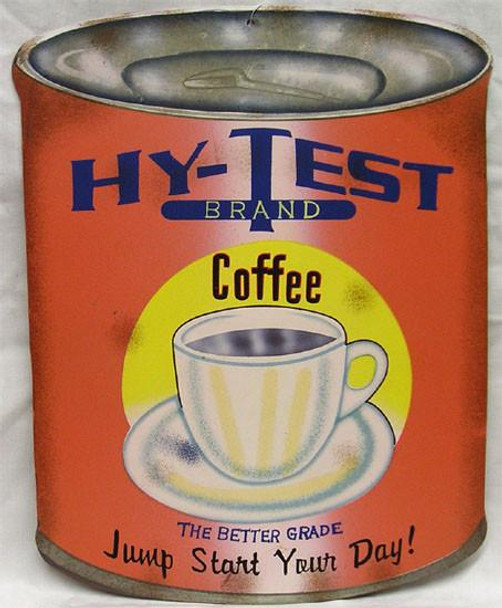 HY-TEST
BRAND
Coffee
THE BETTER GRADE
Jump Start Your Day!